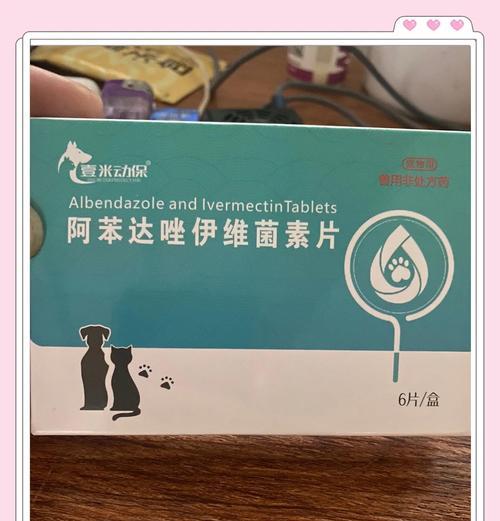 壹米动保®
宠物用
兽用非处方药
Albendazole and IvermectinTablets
阿苯达唑伊维菌素片
6片/盒